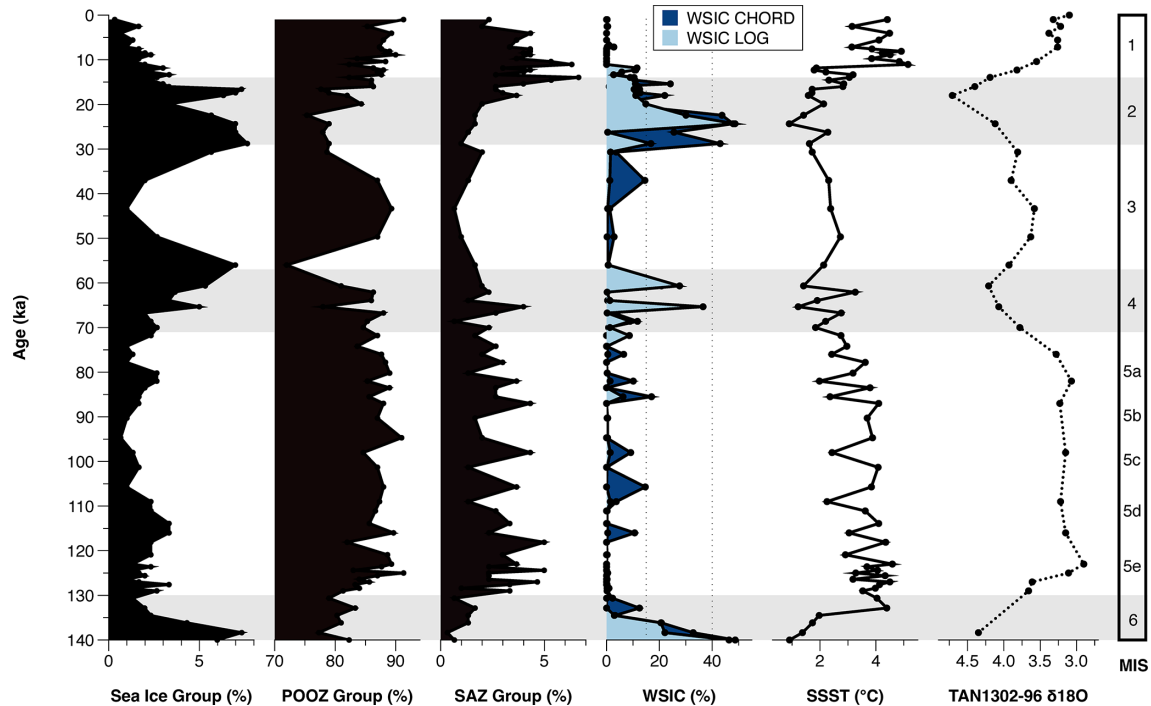 WSIC CHORD
WSIC LOG
Age (ka)
0
10
20
30
40
50
60
70
80
90
100
110
120
130
140
1
2
3
4
5a
5b
5c
5d
5e
6
MIS
0 5
70 80 90
0 5
0 20 40
2 4
4.5 4.0 3.5 3.0
Sea Ice Group (%) POOZ Group (%) SAZ Group (%) WSIC (%) SSST (°C) TAN1302-96 δ18O